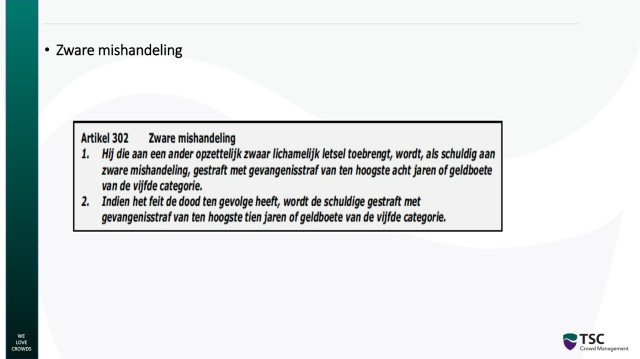 • Zware mishandeling
Artikel 302 Zware mishandeling
1. Hij die aan een ander opzettelijk zwaar lichamelijk letsel toebrengt, wordt, als schuldig aan
zware mishandeling, gestraft met gevangenisstraf van ten hoogste acht jaren of geldboete
van de vijfde categorie.
2. Indien het feit de dood ten gevolge heeft, wordt de schuldige gestraft met
gevangenisstraf van ten hoogste tien jaren of geldboete van de vijfde categorie.
WE
LOVE
CROWDS
TSC
Crowd Management